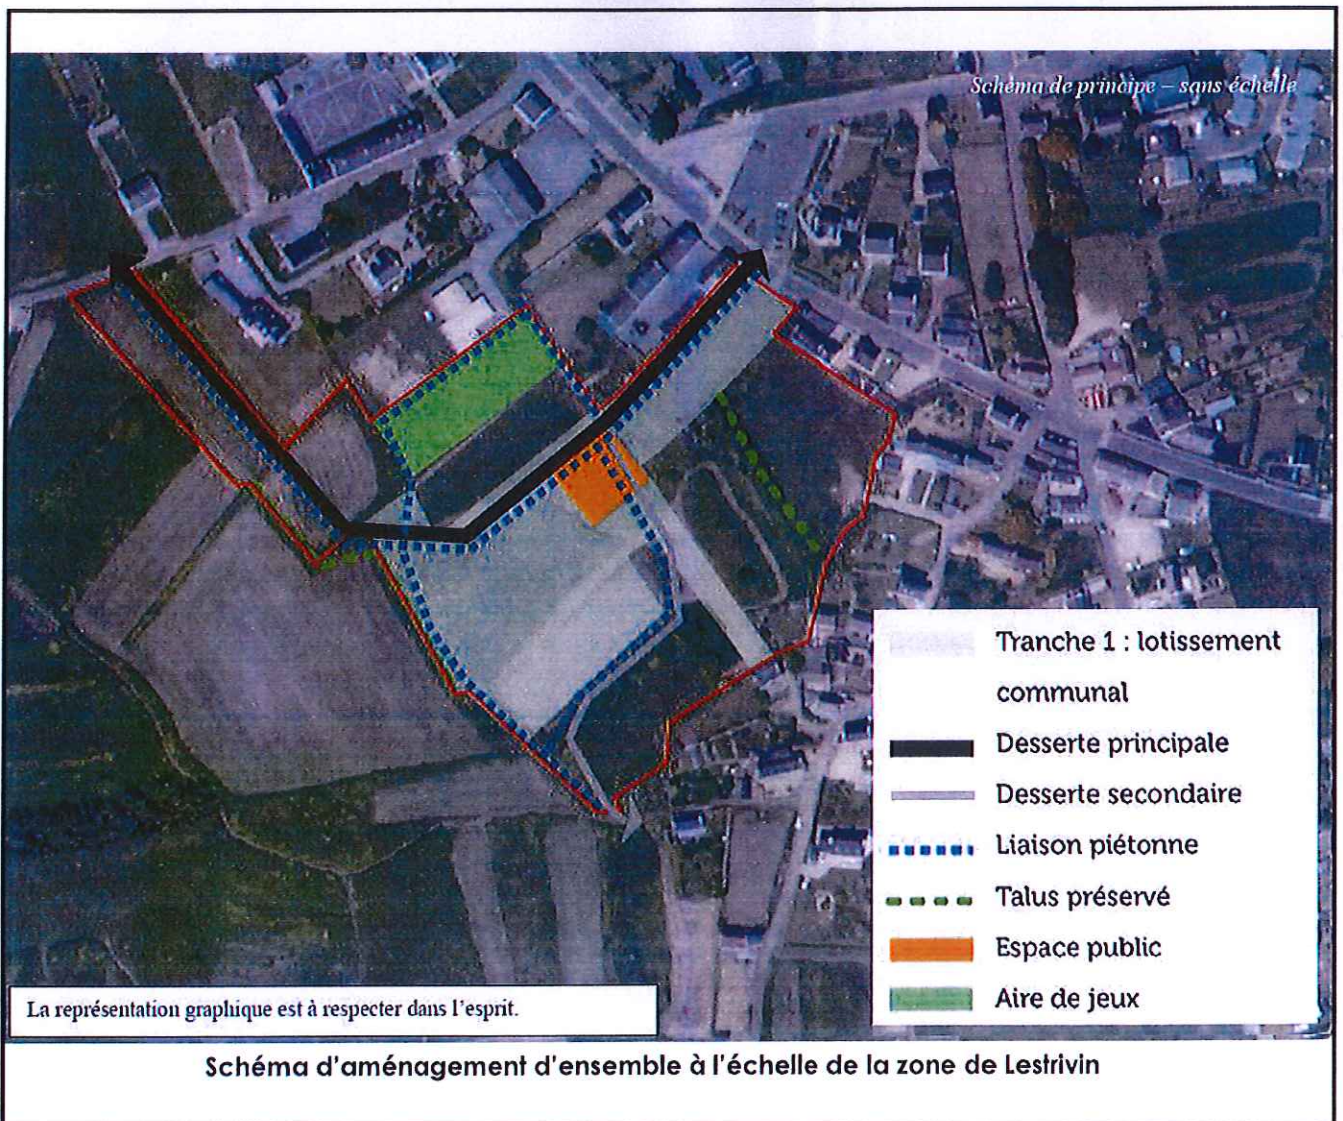 Schéma de principe – sans échelle
Tranche 1 : lotissement
communal
Desserte principale
Desserte secondaire
Liaison piétonne
Talus préservé
Espace public
Aire de jeux
La représentation graphique est à respecter dans l'esprit.
Schéma d'aménagement d'ensemble à l'échelle de la zone de Lestrivin